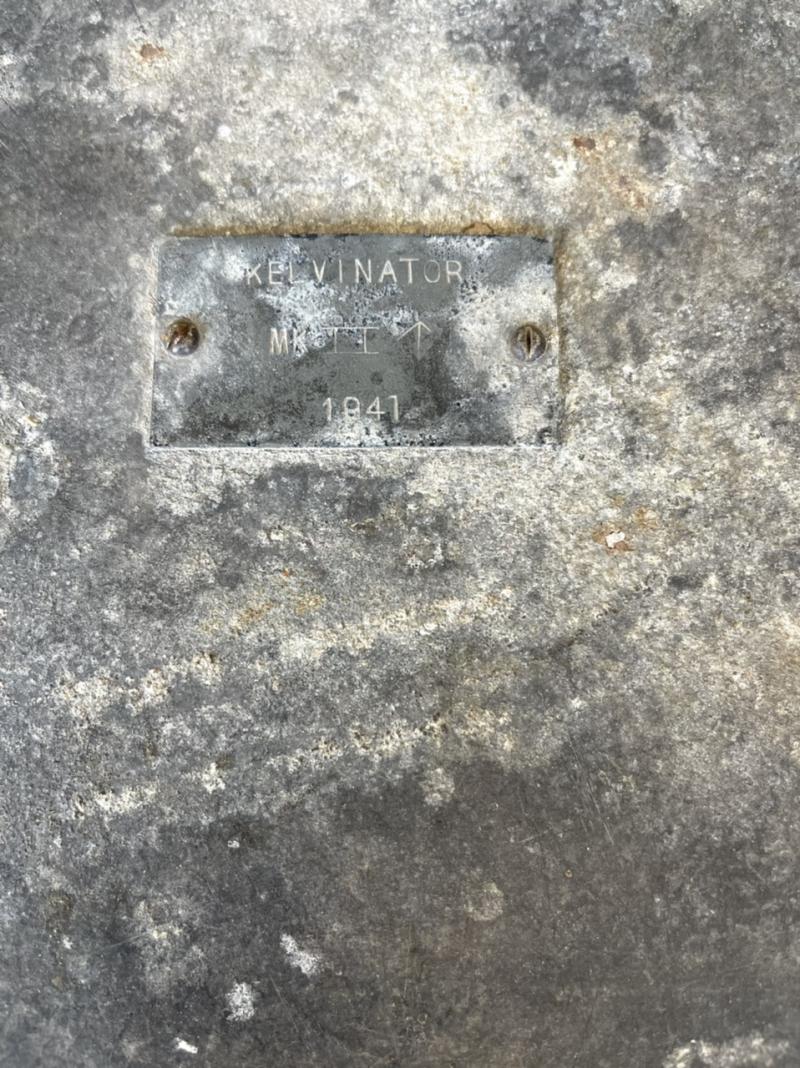 KELVINATOR
MK II ↑
1941